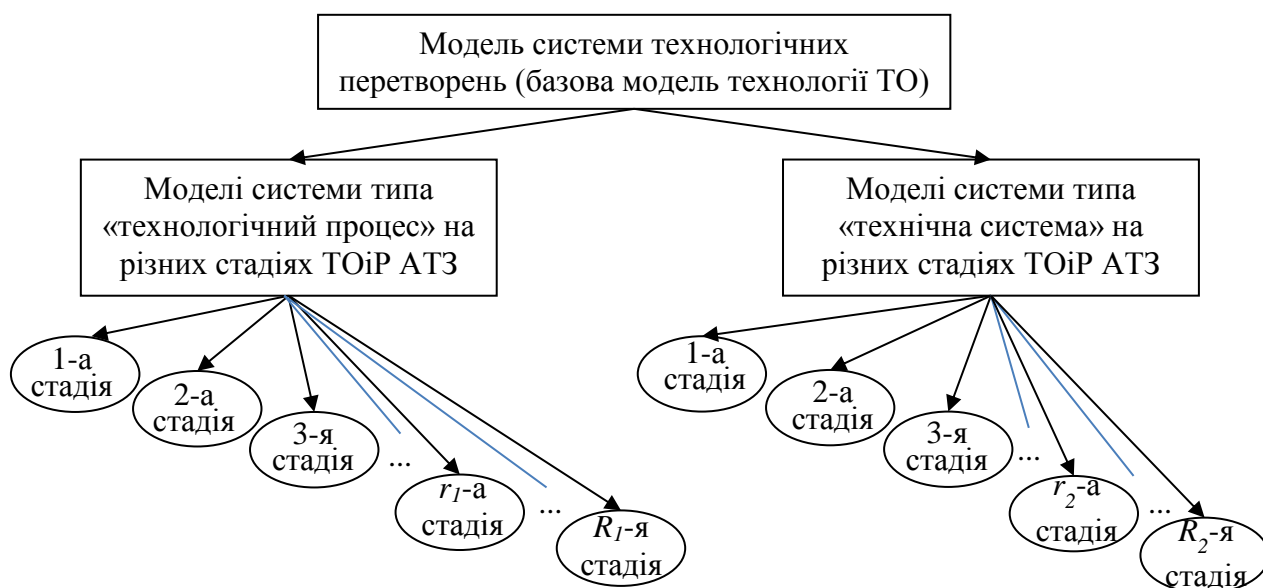 Модель системи технологічних
перетворень (базова модель технології ТО)
Моделі системи типа
«технологічний процес» на
різних стадіях ТОіР АТЗ
Моделі системи типа
«технічна система» на
різних стадіях ТОіР АТЗ
1-а
стадія
2-а
стадія
3-я
стадія
...
r1-а
стадія
...
R1-я
стадія
1-а
стадія
2-а
стадія
3-я
стадія
...
r2-а
стадія
...
R2-я
стадія